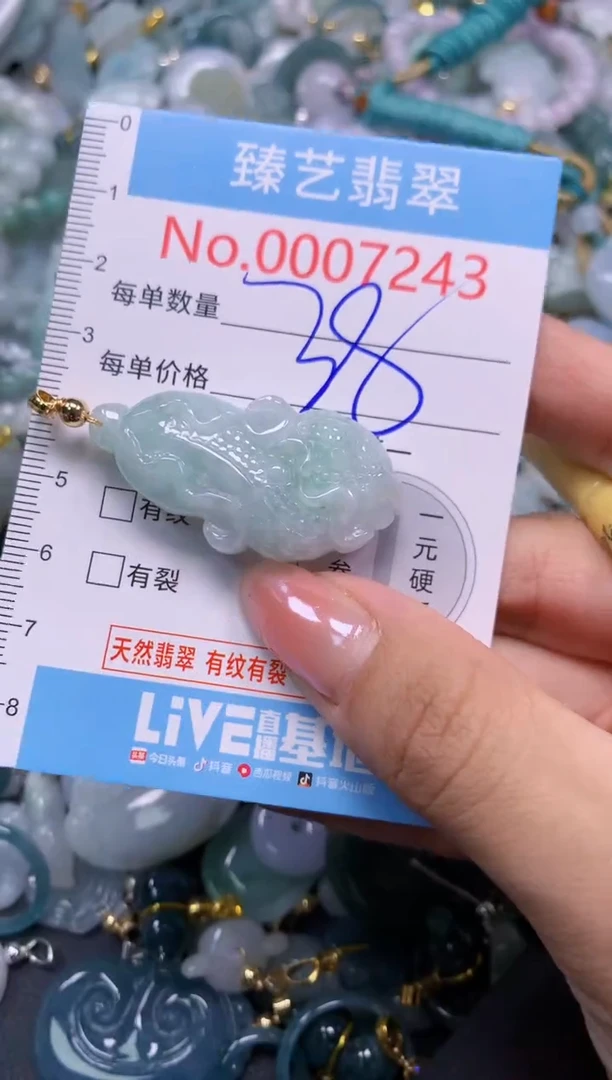 0
臻艺翡翠
1
No.0007243
2
每单数量
38
3
每单价格
5
□有纹
一元硬
6
□有裂
7
天然翡翠 有纹有裂
8
LiVE直播基地
今日头条 抖音 西瓜视频 抖音火山版